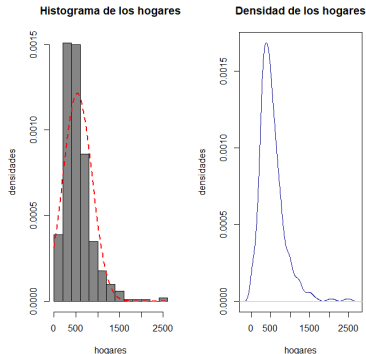 Histograma de los hogares
densidades
0.0000 0.0005 0.0010 0.0015
0 500 1500 2500
hogares
Densidad de los hogares
densidades
0.0000 0.0005 0.0010 0.0015
0 500 1500 2500
hogares